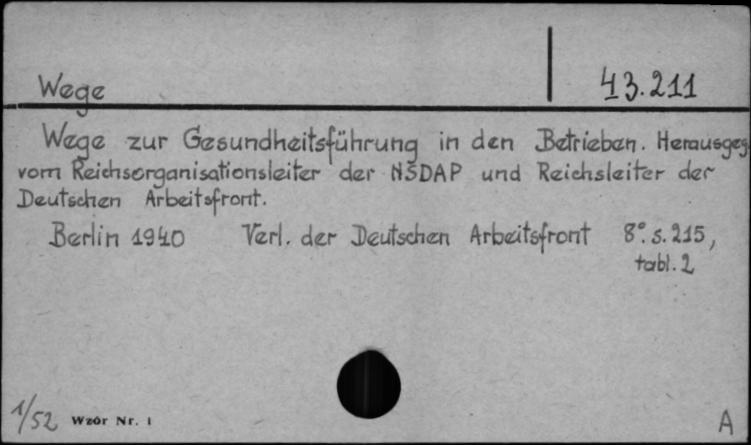 Wege 43.211
Wege zur Gesundheitsführung in den Betrieben. Herausgeg.
vom Reichsorganisationsleiter der NSDAP und Reichsleiter der
Deutschen Arbeitsfront.
Berlin 1940 Verl. der Deutschen Arbeitsfront 8°. s. 215,
tabl. 2
1/52 Wzór Nr. 1 A